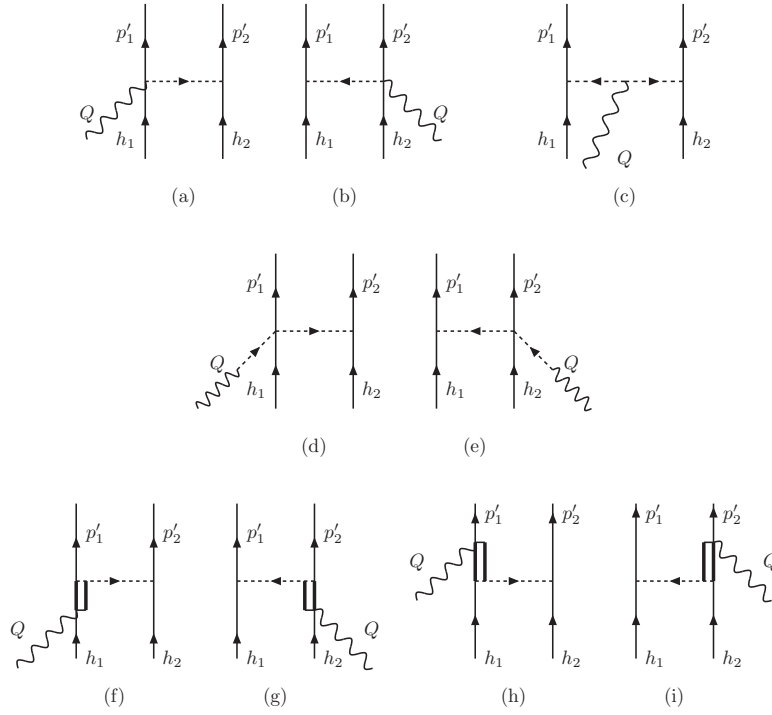 p′₁ p′₂ p′₁ p′₂ p′₁ p′₂
Q h₁ h₂ h₁ Q h₂ h₁ Q h₂
(a) (b) (c)
p′₁ p′₂ p′₁ p′₂
Q h₁ h₂ h₁ h₂ Q
(d) (e)
p′₁ p′₂ p′₁ p′₂ p′₁ p′₂ p′₁ p′₂
Q h₁ h₂ h₁ h₂ Q Q h₁ h₂ h₁ h₂ Q
(f) (g) (h) (i)